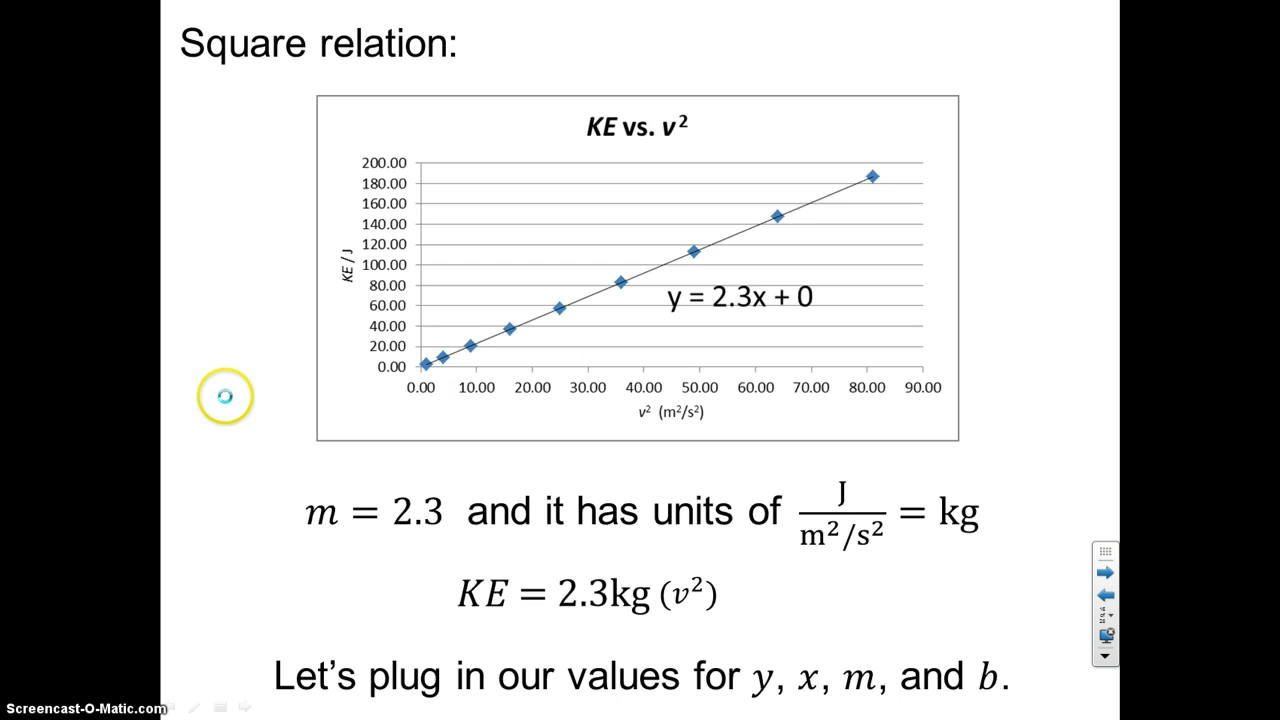 Square relation:
KE vs. v²
200.00
180.00
160.00
140.00
120.00
100.00
80.00
60.00
40.00
20.00
0.00
KE / J
y = 2.3x + 0
0.00 10.00 20.00 30.00 40.00 50.00 60.00 70.00 80.00 90.00
v² (m²/s²)
m = 2.3 and it has units of J / m²/s² = kg
KE = 2.3kg (v²)
Let's plug in our values for y, x, m, and b.
Screencast-O-Matic.com